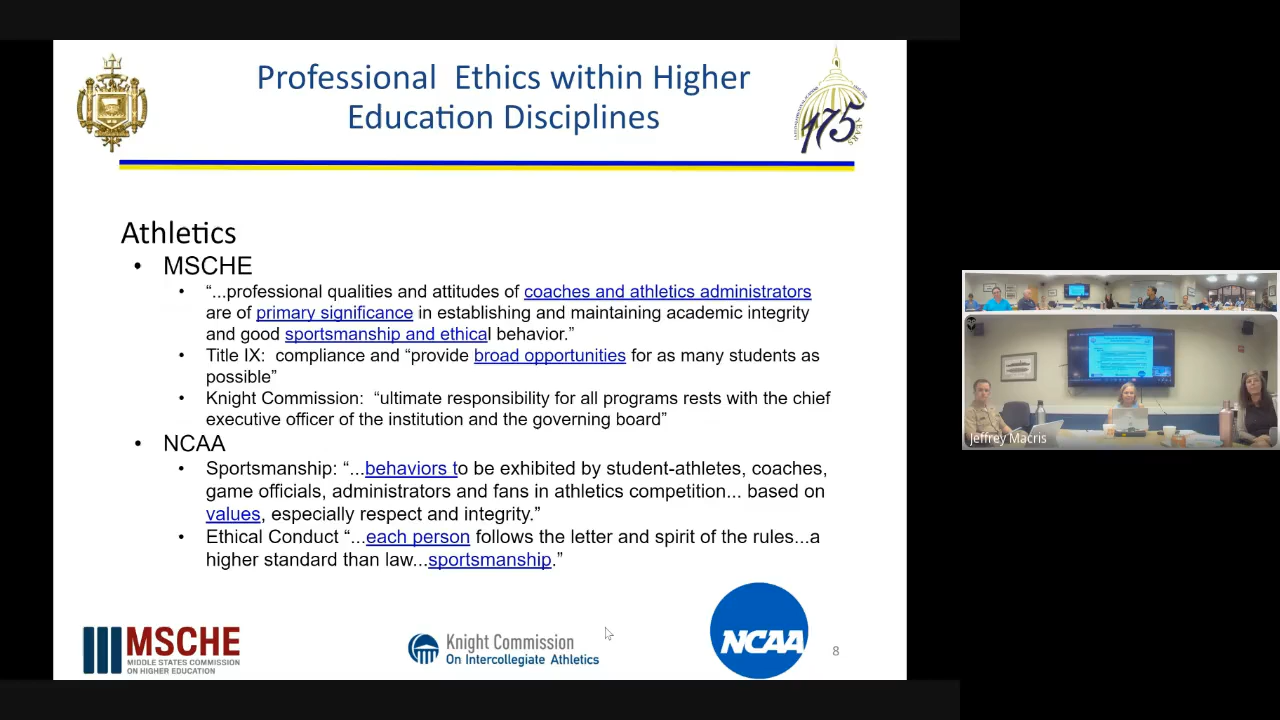 Professional  Ethics within Higher
Education Disciplines
175
YEARS
Athletics
• MSCHE
• “...professional qualities and attitudes of coaches and athletics administrators
are of primary significance in establishing and maintaining academic integrity
and good sportsmanship and ethical behavior.”
• Title IX:  compliance and “provide broad opportunities for as many students as
possible”
• Knight Commission:  “ultimate responsibility for all programs rests with the chief
executive officer of the institution and the governing board”
• NCAA
• Sportsmanship: “...behaviors to be exhibited by student-athletes, coaches,
game officials, administrators and fans in athletics competition... based on
values, especially respect and integrity.”
• Ethical Conduct “...each person follows the letter and spirit of the rules...a
higher standard than law...sportsmanship.”
MSCHE
MIDDLE STATES COMMISSION
ON HIGHER EDUCATION
Knight Commission
On Intercollegiate Athletics
NCAA
8
Jeffrey Macris